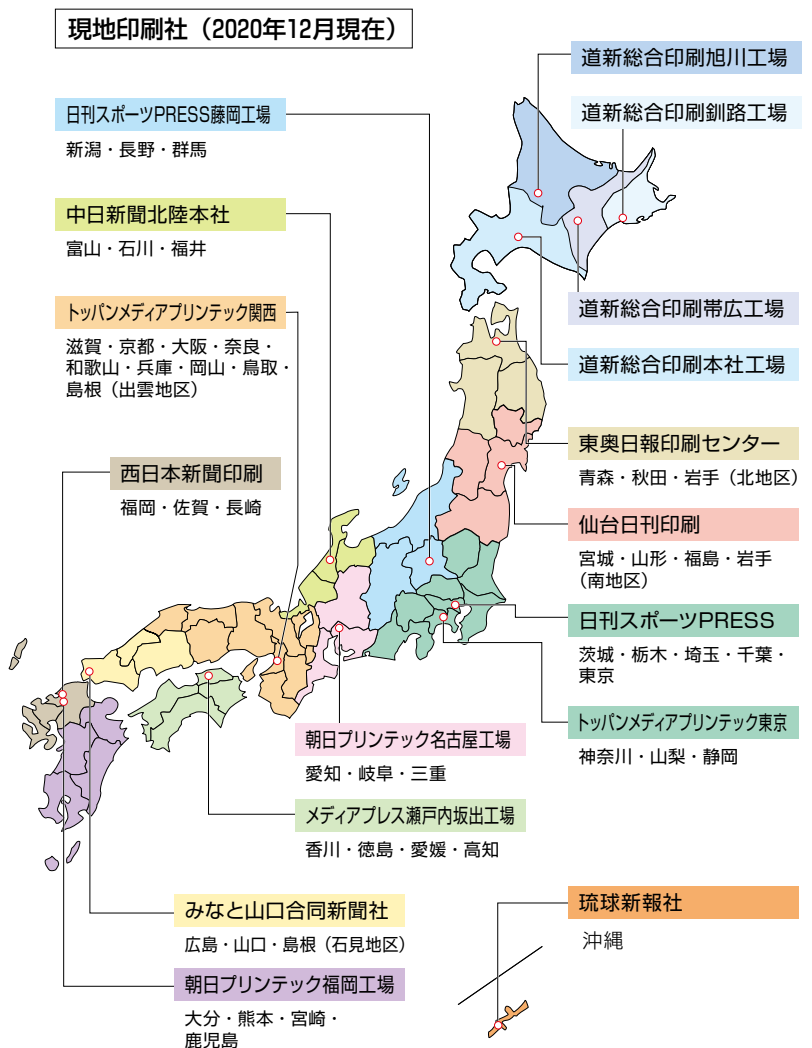 現地印刷社（2020年12月現在）
道新総合印刷旭川工場
道新総合印刷釧路工場
道新総合印刷帯広工場
道新総合印刷本社工場
日刊スポーツPRESS藤岡工場
新潟・長野・群馬
中日新聞北陸本社
富山・石川・福井
トッパンメディアプリンテック関西
滋賀・京都・大阪・奈良・
和歌山・兵庫・岡山・鳥取・
島根（出雲地区）
西日本新聞印刷
福岡・佐賀・長崎
東奥日報印刷センター
青森・秋田・岩手（北地区）
仙台日刊印刷
宮城・山形・福島・岩手
（南地区）
日刊スポーツPRESS
茨城・栃木・埼玉・千葉・
東京
トッパンメディアプリンテック東京
神奈川・山梨・静岡
朝日プリンテック名古屋工場
愛知・岐阜・三重
メディアプレス瀬戸内坂出工場
香川・徳島・愛媛・高知
みなと山口合同新聞社
広島・山口・島根（石見地区）
朝日プリンテック福岡工場
大分・熊本・宮崎・
鹿児島
琉球新報社
沖縄